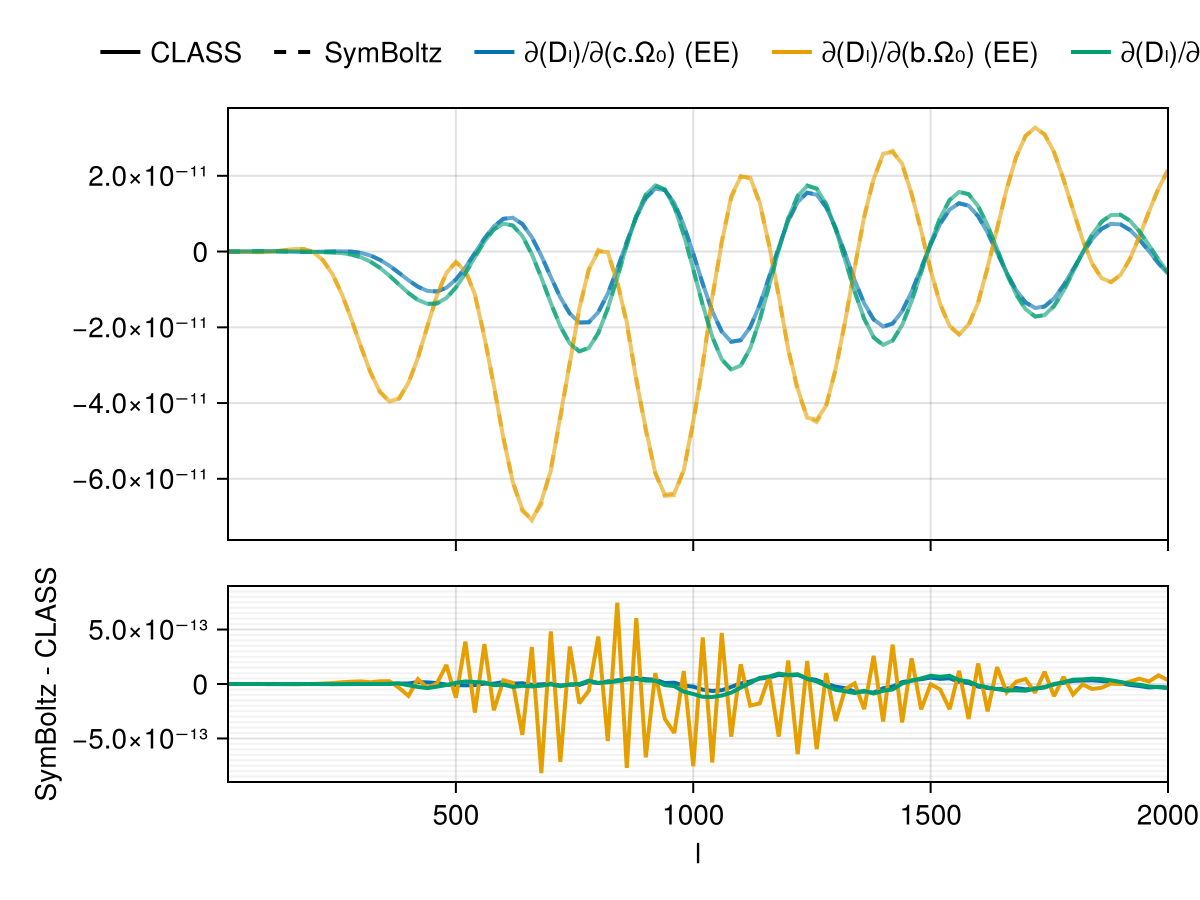 CLASS SymBoltz ∂(Dₗ)/∂(c.Ω₀) (EE) ∂(Dₗ)/∂(b.Ω₀) (EE) ∂(Dₗ)/∂
2.0×10⁻¹¹
0
−2.0×10⁻¹¹
−4.0×10⁻¹¹
−6.0×10⁻¹¹
SymBoltz - CLASS
5.0×10⁻¹³
0
−5.0×10⁻¹³
500 1000 1500 2000
l